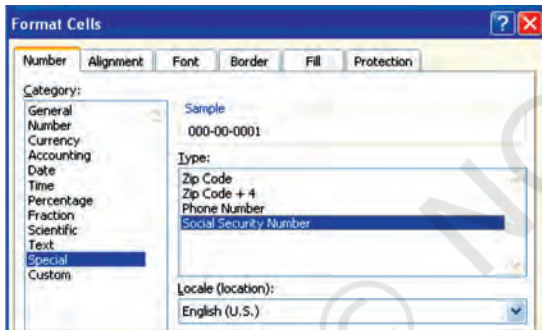 Format Cells
Number Alignment Font Border Fill Protection
Category:
General
Number
Currency
Accounting
Date
Time
Percentage
Fraction
Scientific
Text
Special
Custom
Sample
000-00-0001
Type:
Zip Code
Zip Code + 4
Phone Number
Social Security Number
Locale (location):
English (U.S.)